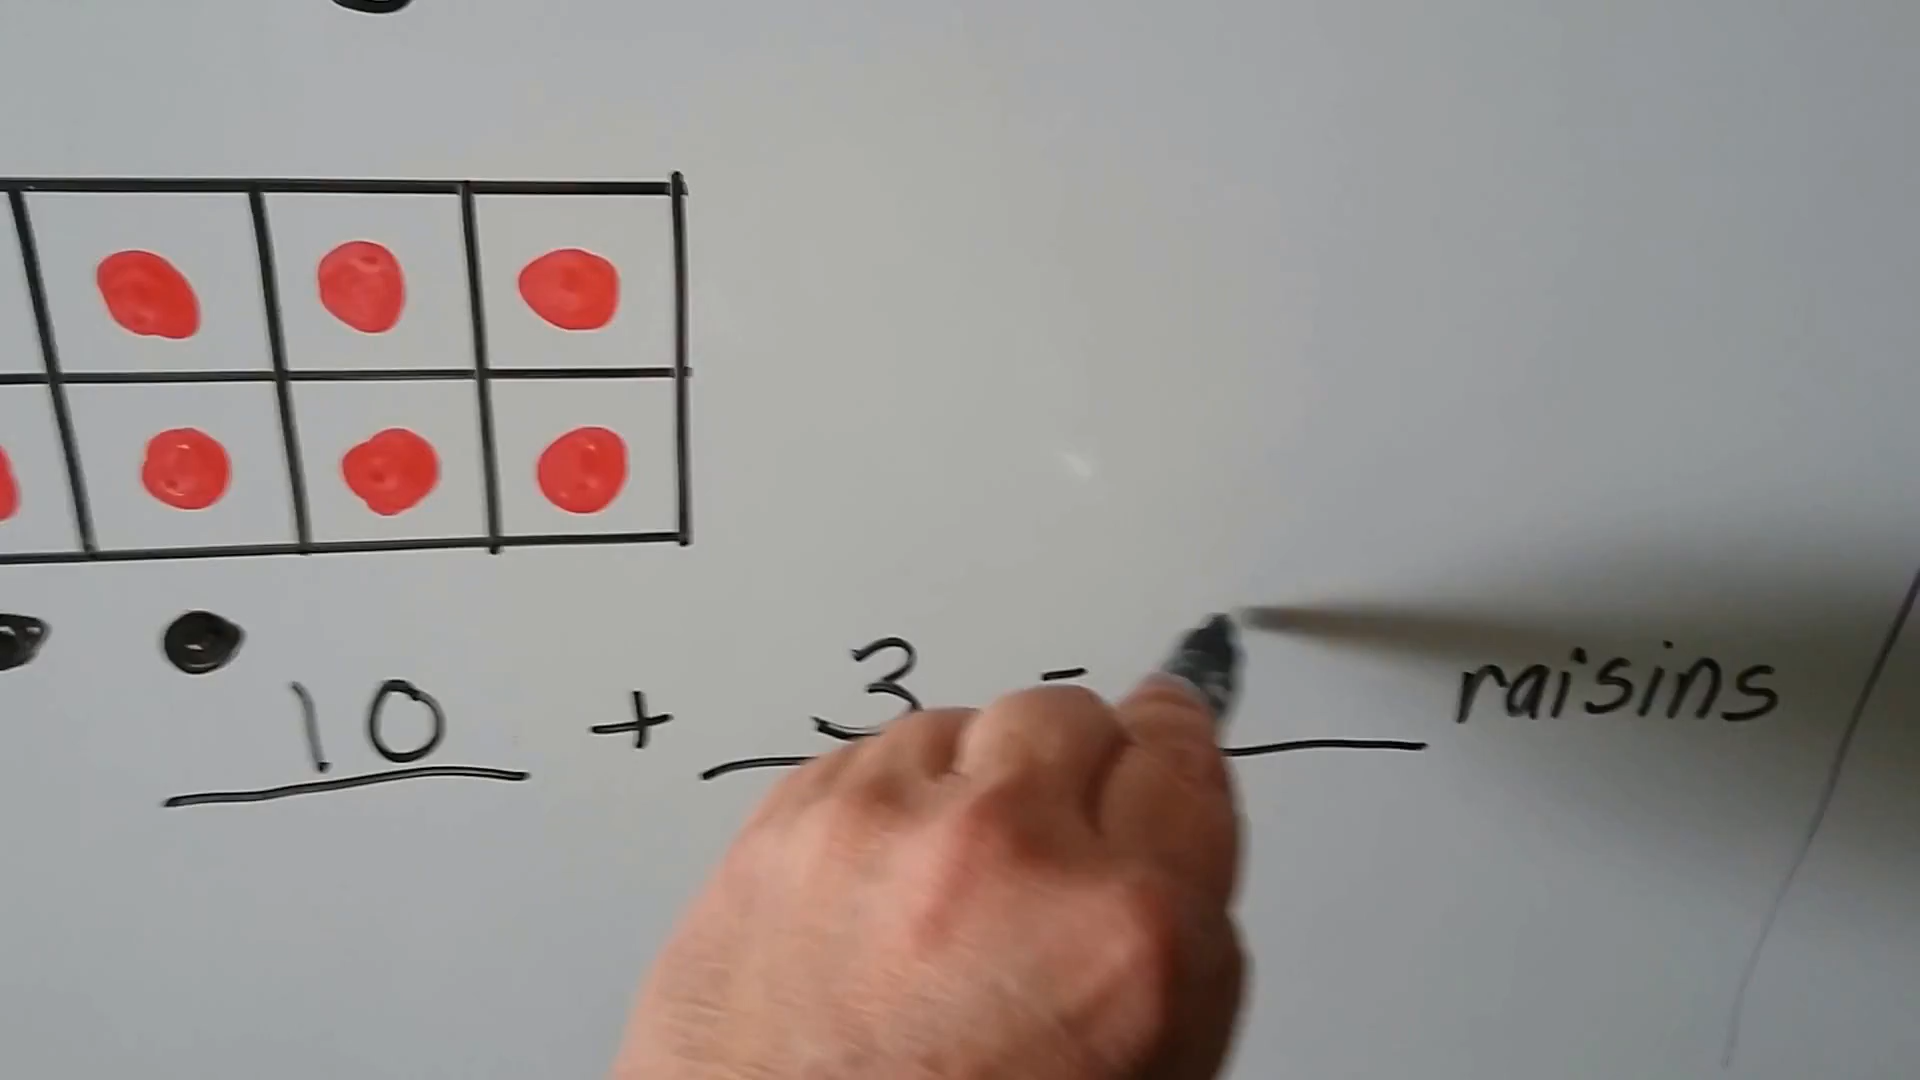 10 + 3 = raisins